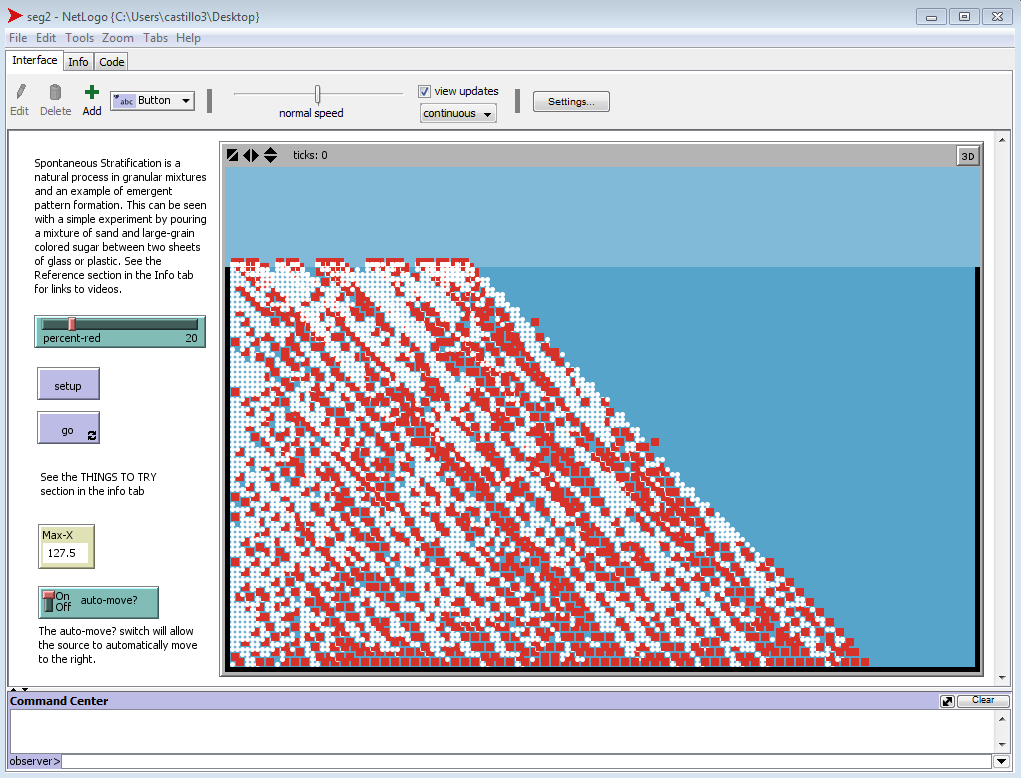 seg2 - NetLogo {C:\Users\castillo3\Desktop}
File Edit Tools Zoom Tabs Help
Interface Info Code
Edit Delete Add abc Button normal speed view updates continuous Settings...
ticks: 0 3D
Spontaneous Stratification is a
natural process in granular mixtures
and an example of emergent
pattern formation. This can be seen
with a simple experiment by pouring
a mixture of sand and large-grain
colored sugar between two sheets
of glass or plastic. See the
Reference section in the Info tab
for links to videos.
percent-red 20
setup
go
See the THINGS TO TRY
section in the info tab
Max-X
127.5
On
Off auto-move?
The auto-move? switch will allow
the source to automatically move
to the right.
Command Center Clear
observer>